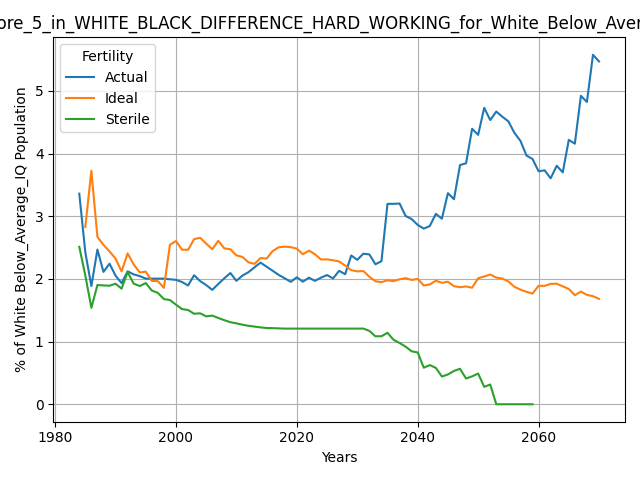 ore_5_in_WHITE_BLACK_DIFFERENCE_HARD_WORKING_for_White_Below_Aver
Fertility
Actual
Ideal
Sterile
% of White Below_Average_IQ Population
5
4
3
2
1
0
1980
2000
2020
2040
2060
Years